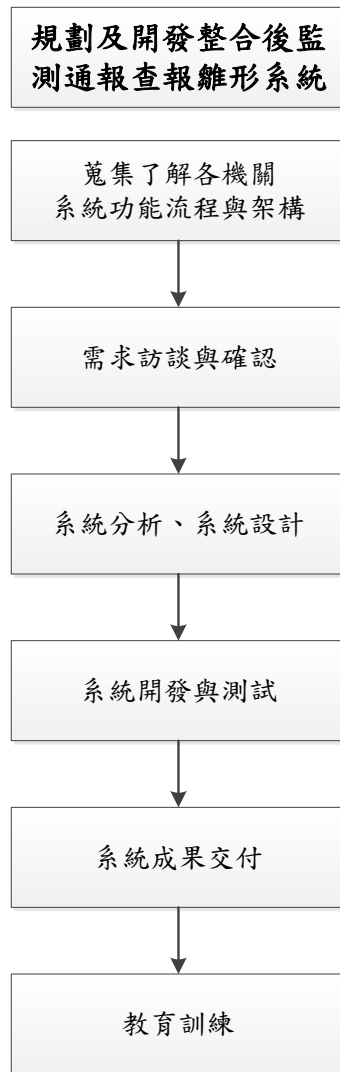 規劃及開發整合後監
測通報查報雛形系統
蒐集了解各機關
系統功能流程與架構
需求訪談與確認
系統分析、系統設計
系統開發與測試
系統成果交付
教育訓練